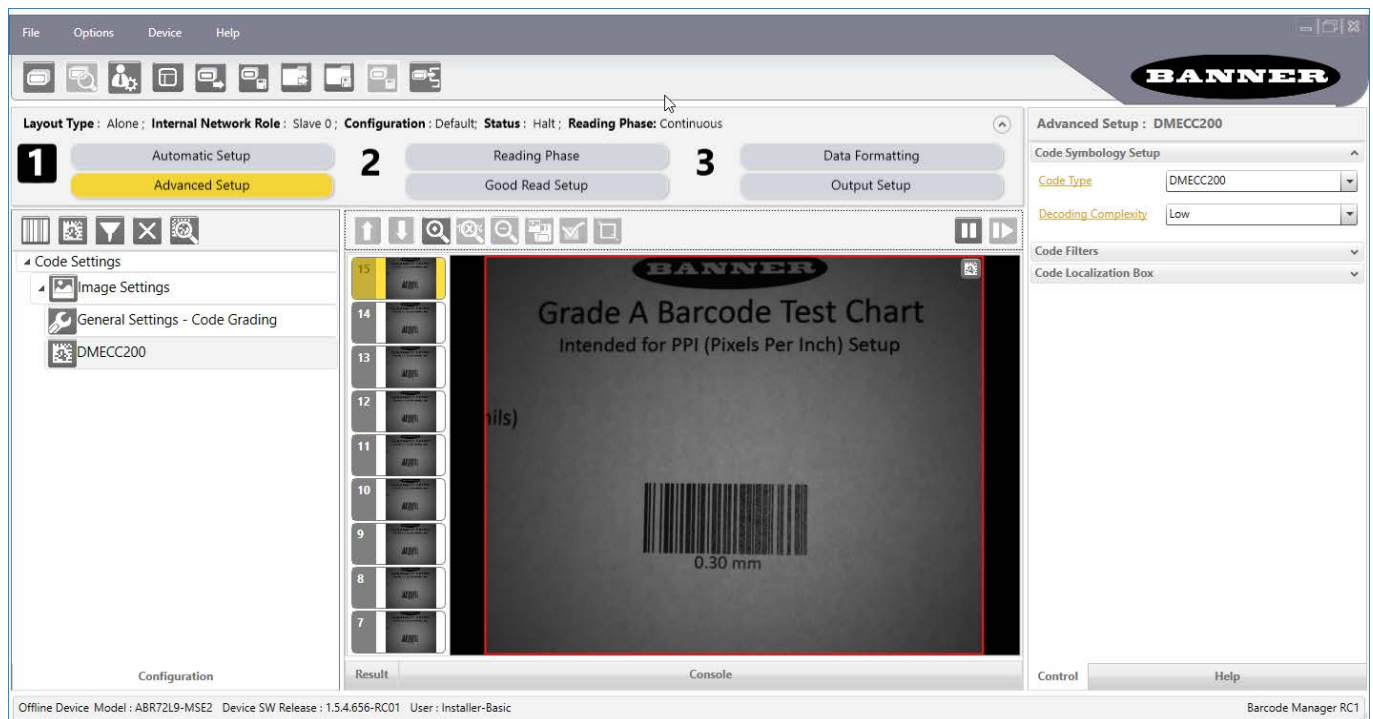 File Options Device Help
BANNER
Layout Type : Alone ; Internal Network Role : Slave 0 ; Configuration : Default; Status : Halt ; Reading Phase: Continuous
1 Automatic Setup 2 Reading Phase 3 Data Formatting
Advanced Setup Good Read Setup Output Setup
Code Settings
Image Settings
General Settings - Code Grading
DMECC200
Configuration
15
14
13
12
11
10
9
8
7
BANNER
Grade A Barcode Test Chart
Intended for PPI (Pixels Per Inch) Setup
nils)
0.30 mm
Result Console
Advanced Setup : DMECC200
Code Symbology Setup
Code Type DMECC200
Decoding Complexity Low
Code Filters
Code Localization Box
Control Help
Offline Device Model : ABR72L9-MSE2 Device SW Release : 1.5.4.656-RC01 User : Installer-Basic Barcode Manager RC1